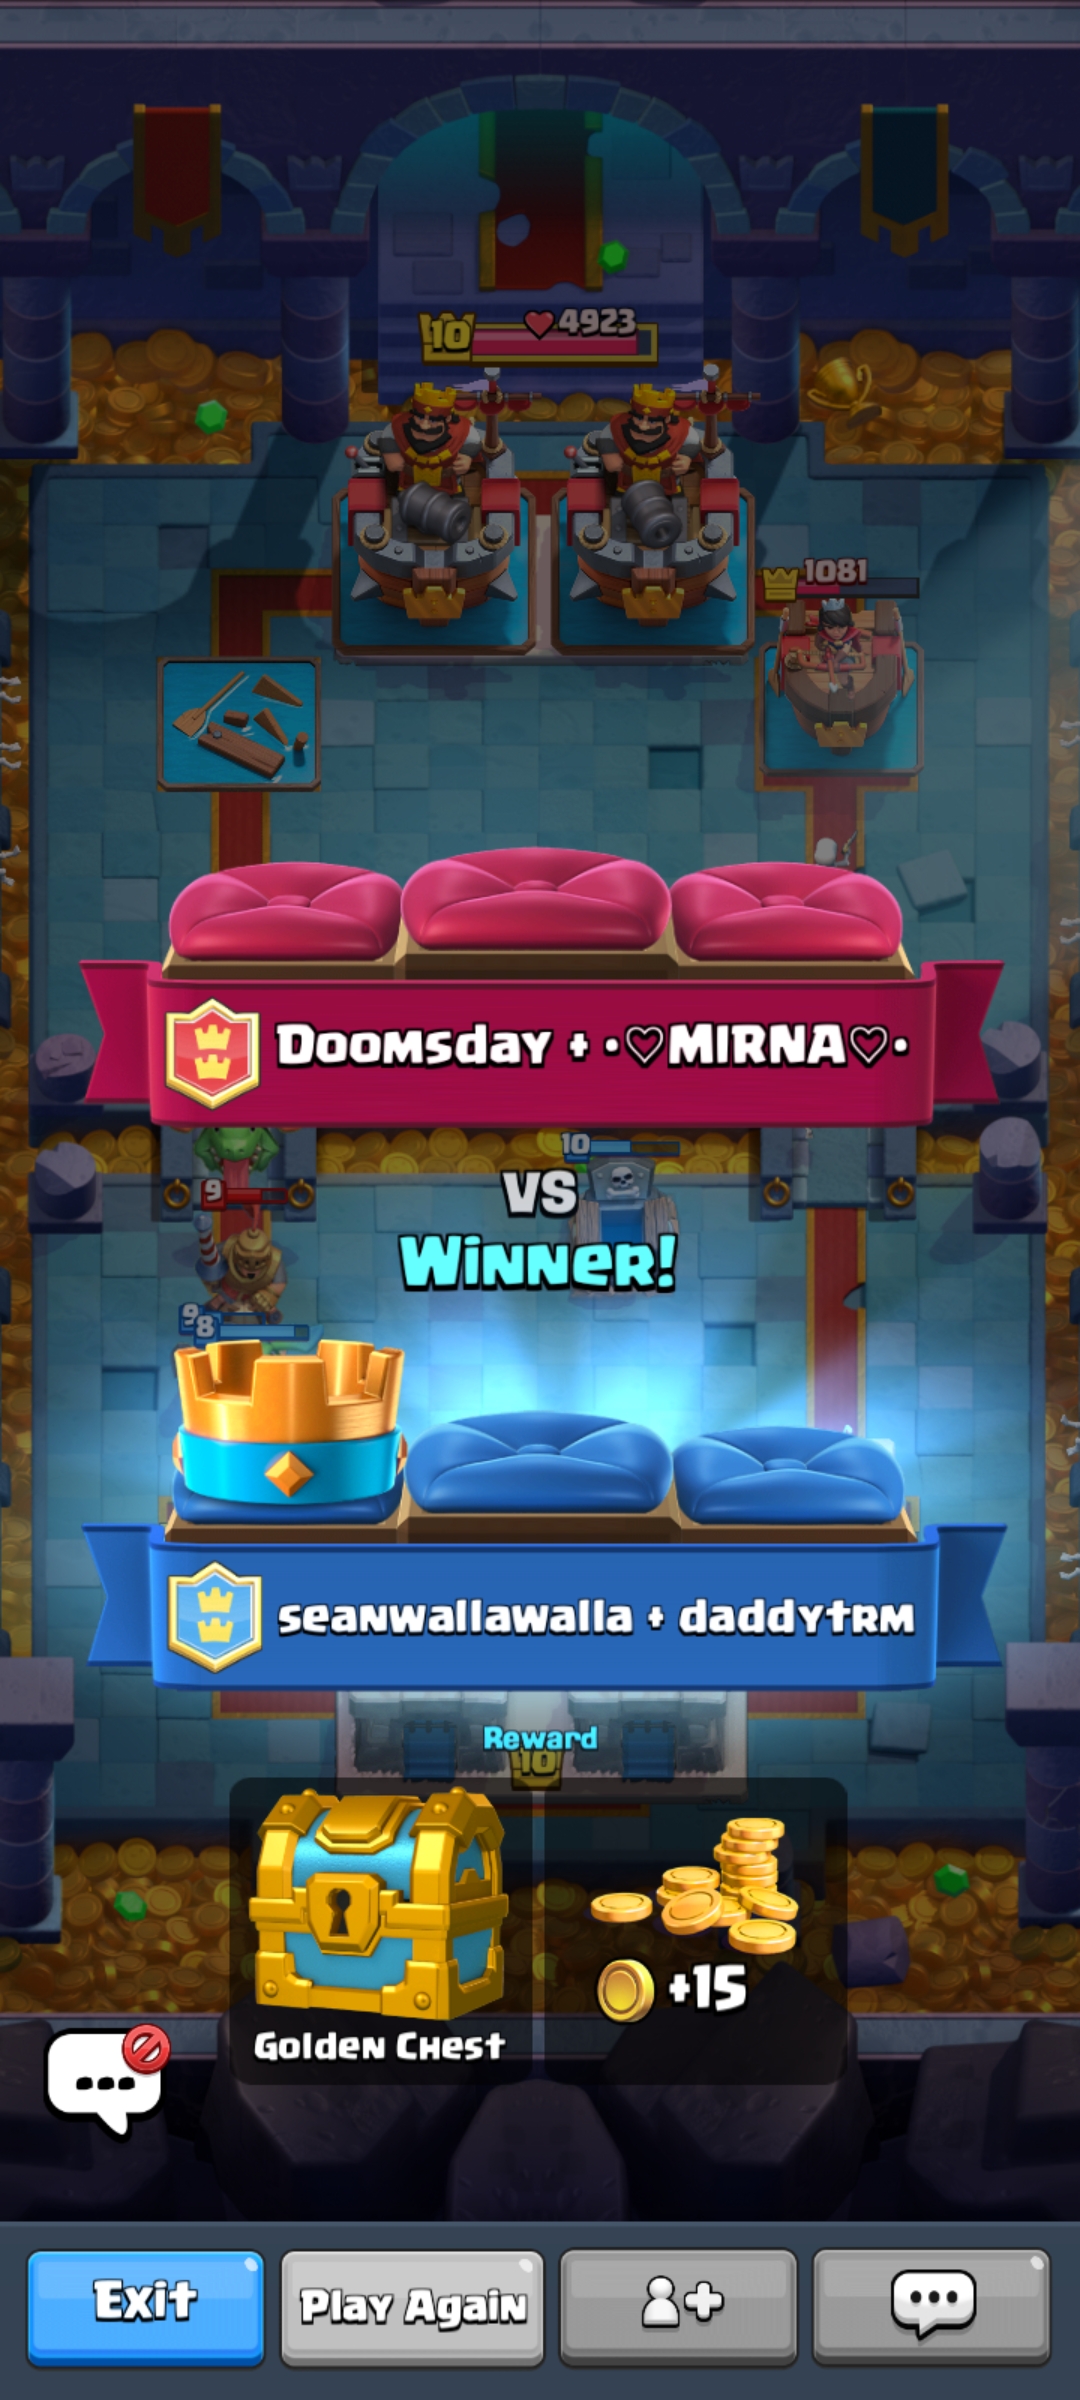 10 4923
1081
Doomsday + •♡MIRNA♡•
10
VS
9
Winner!
9
8
seanwallawalla + daddytrm
Reward
10
+15
Golden Chest
Exit
Play Again